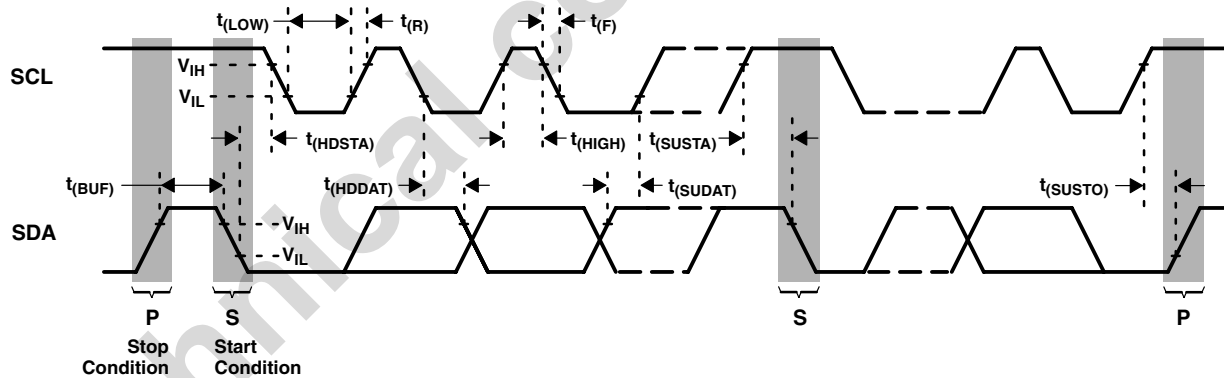 t(LOW) t(R) t(F)
SCL
VIH
VIL
t(HDSTA) t(HIGH) t(SUSTA)
t(BUF) t(HDDAT) t(SUDAT) t(SUSTO)
SDA
VIH
VIL
P S S P
Stop Condition
Start Condition